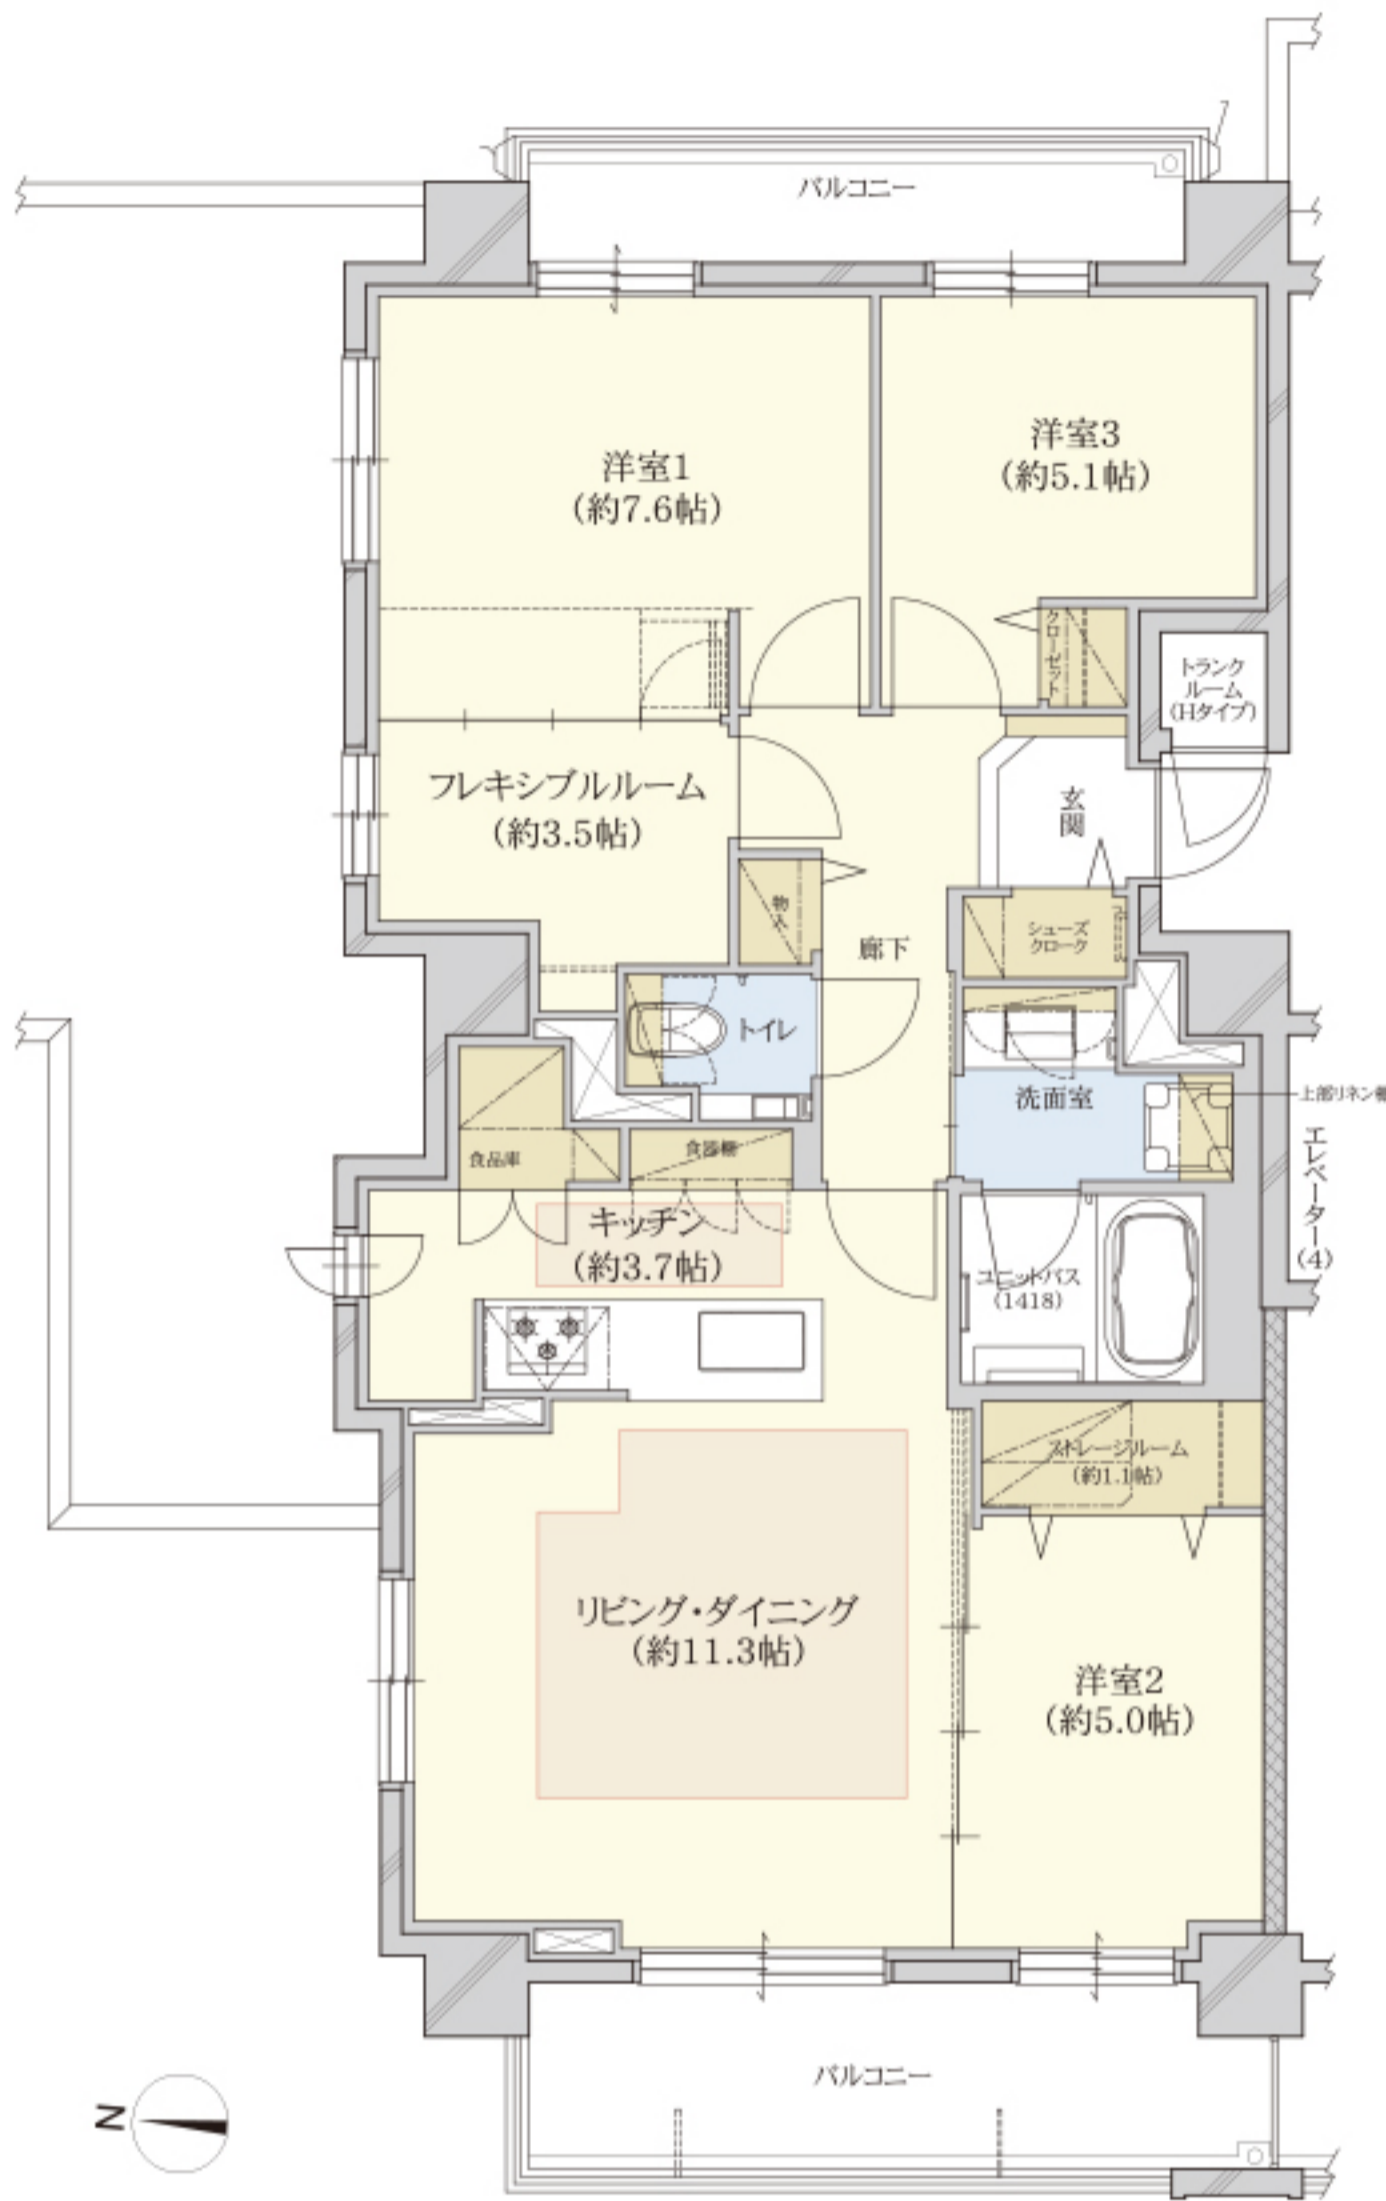 バルコニー
洋室1
(約7.6帖)
洋室3
(約5.1帖)
クローゼット
トランク
ルーム
(Hタイプ)
フレキシブルルーム
(約3.5帖)
玄関
物入
シューズ
クローク
廊下
トイレ
洗面室
上部リネン棚
エレベーター(4)
食品庫
食器棚
キッチン
(約3.7帖)
ユニットバス
(1418)
ストレージルーム
(約1.1帖)
リビング・ダイニング
(約11.3帖)
洋室2
(約5.0帖)
バルコニー
N